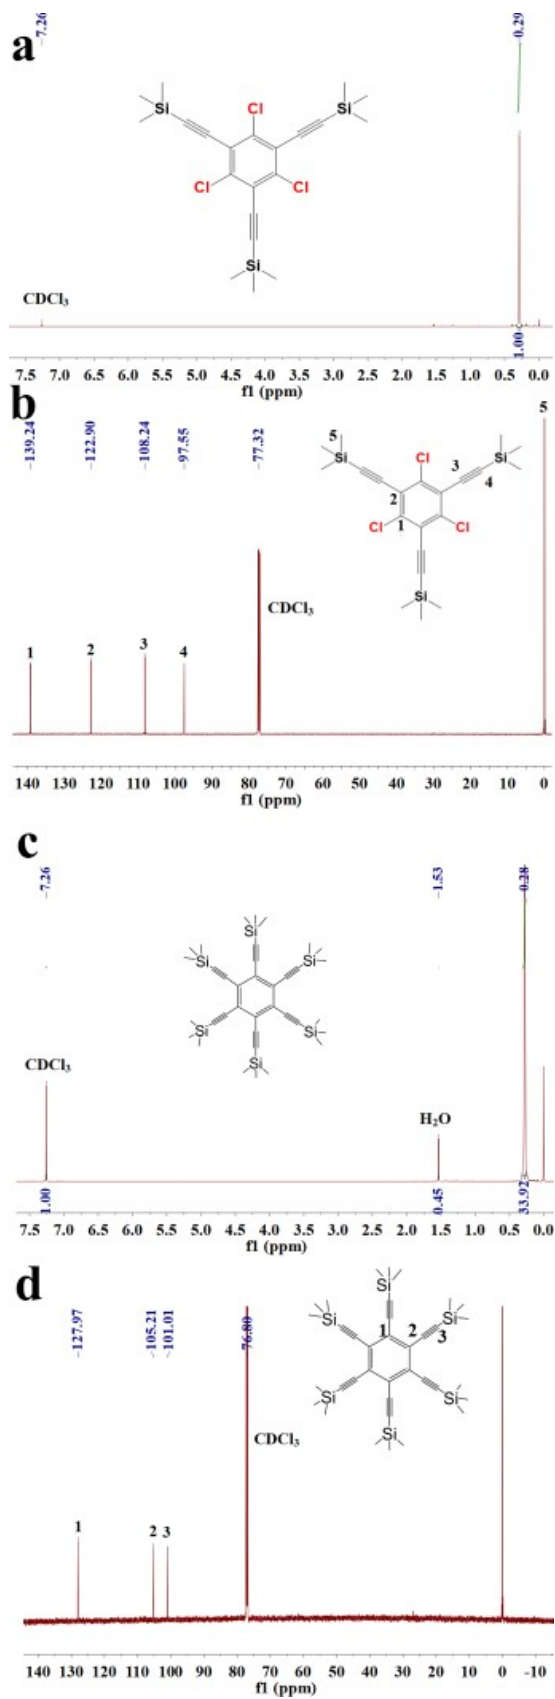 a
−7.26
−0.29
Si
Si
Cl
Cl
Cl
Si
CDCl3
1.00
7.5 7.0 6.5 6.0 5.5 5.0 4.5 4.0 3.5 3.0 2.5 2.0 1.5 1.0 0.5 0.0
f1 (ppm)
b
−139.24
−122.90
−108.24
−97.55
−77.32
5
5
Si
Si
Cl
3
4
2
Cl
Cl
1
Si
CDCl3
1
2
3
4
140 130 120 110 100 90 80 70 60 50 40 30 20 10 0
f1 (ppm)
c
−7.26
−1.53
0.28
Si
Si
Si
Si
Si
Si
CDCl3
H2O
1.00
0.45
33.92
7.5 7.0 6.5 6.0 5.5 5.0 4.5 4.0 3.5 3.0 2.5 2.0 1.5 1.0 0.5 0.0
f1 (ppm)
d
−127.97
−105.21
−101.01
76.80
Si
Si
Si
1
2
3
Si
Si
Si
CDCl3
1
2
3
140 130 120 110 100 90 80 70 60 50 40 30 20 10 0 -10
f1 (ppm)